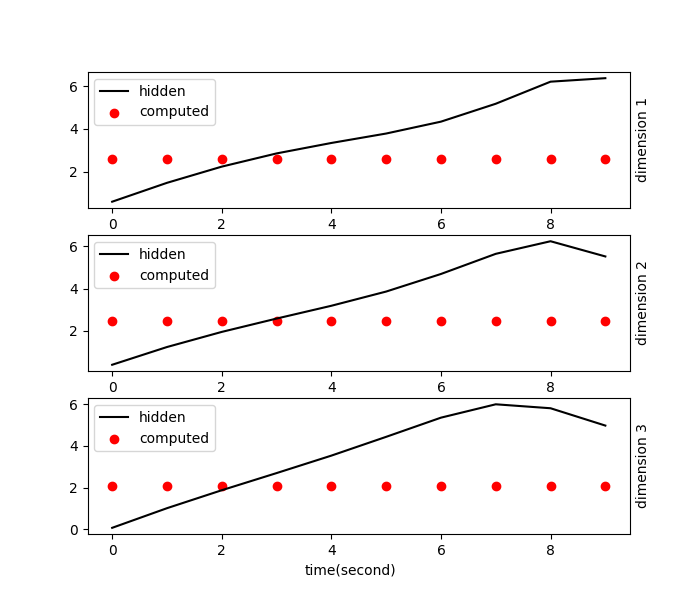 hidden
computed
6
4
2
0 2 4 6 8
dimension 1
hidden
computed
6
4
2
0 2 4 6 8
dimension 2
hidden
computed
6
4
2
0
0 2 4 6 8
dimension 3
time(second)